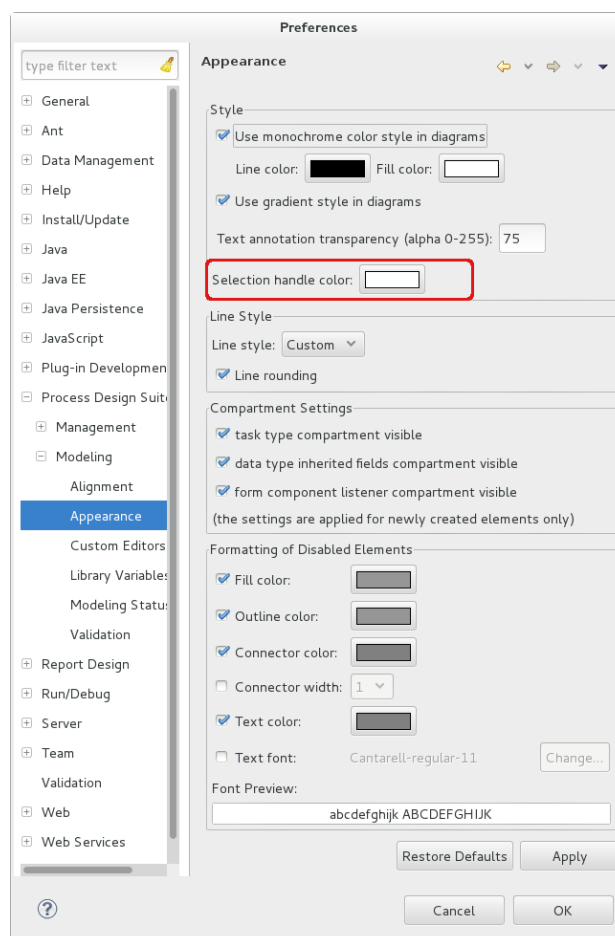 Preferences
type filter text
General
Ant
Data Management
Help
Install/Update
Java
Java EE
Java Persistence
JavaScript
Plug-in Developmen
Process Design Suit
Management
Modeling
Alignment
Appearance
Custom Editors
Library Variables
Modeling Statu
Validation
Report Design
Run/Debug
Server
Team
Validation
Web
Web Services
Appearance
Style
Use monochrome color style in diagrams
Line color: Fill color:
Use gradient style in diagrams
Text annotation transparency (alpha 0-255): 75
Selection handle color:
Line Style
Line style: Custom
Line rounding
Compartment Settings
task type compartment visible
data type inherited fields compartment visible
form component listener compartment visible
(the settings are applied for newly created elements only)
Formatting of Disabled Elements
Fill color:
Outline color:
Connector color:
Connector width: 1
Text color:
Text font: Cantarell-regular-11 Change...
Font Preview:
abcdefghijk ABCDEFGHIJK
Restore Defaults Apply
? Cancel OK